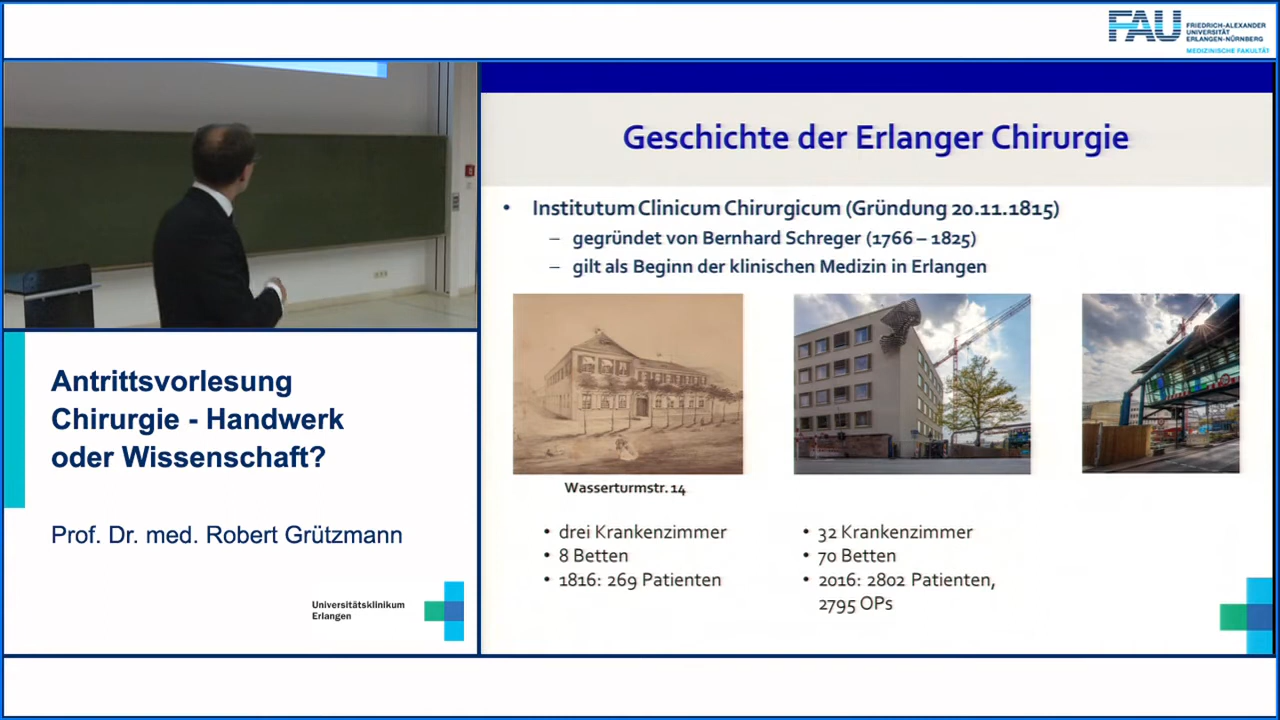 FAU
FRIEDRICH-ALEXANDER
UNIVERSITÄT
ERLANGEN-NÜRNBERG
MEDIZINISCHE FAKULTÄT
Antrittsvorlesung
Chirurgie - Handwerk
oder Wissenschaft?
Prof. Dr. med. Robert Grützmann
Universitätsklinikum
Erlangen
Geschichte der Erlanger Chirurgie
• Institutum Clinicum Chirurgicum (Gründung 20.11.1815)
– gegründet von Bernhard Schreger (1766 – 1825)
– gilt als Beginn der klinischen Medizin in Erlangen
Wasserturmstr. 14
• drei Krankenzimmer
• 8 Betten
• 1816: 269 Patienten
• 32 Krankenzimmer
• 70 Betten
• 2016: 2802 Patienten,
2795 OPs